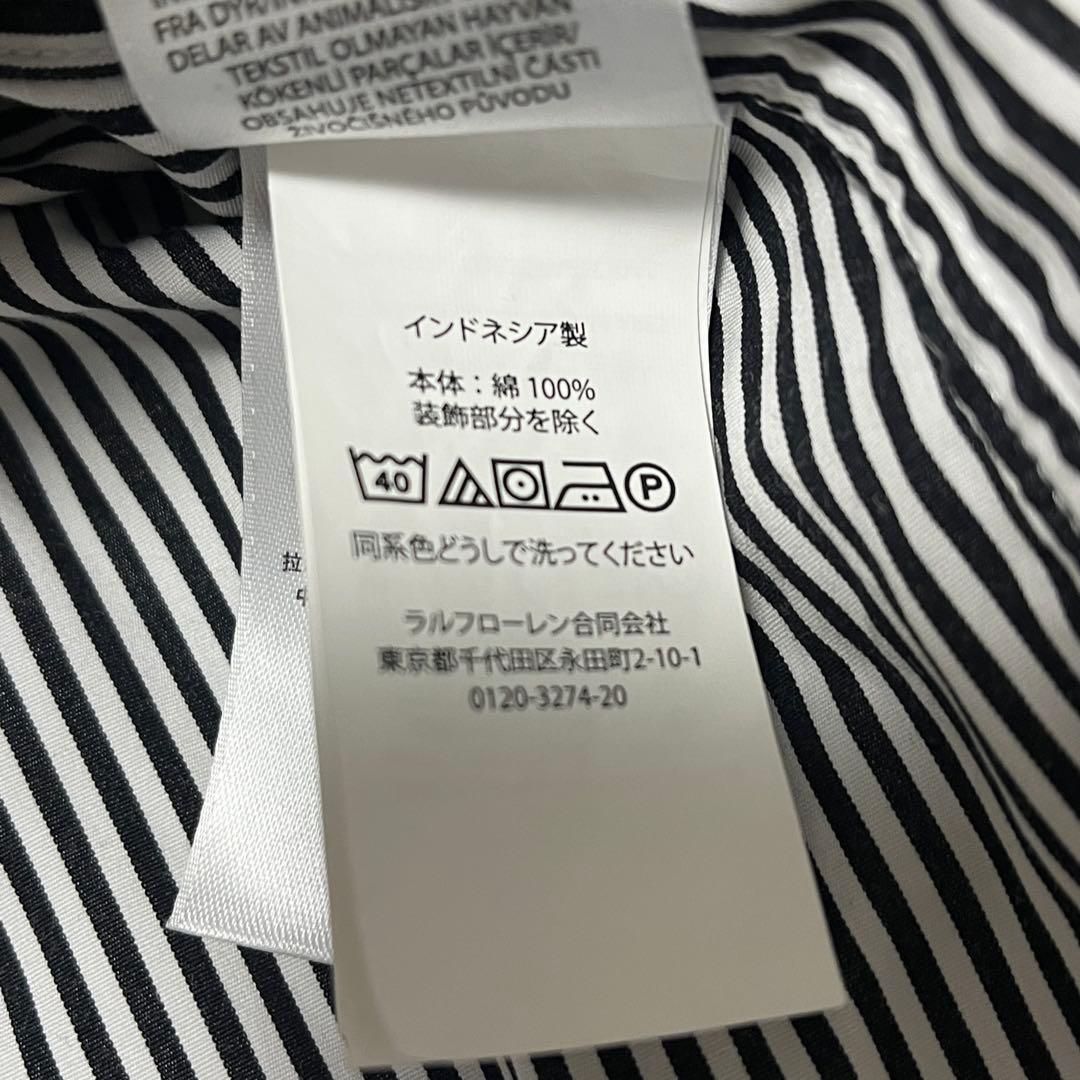 FRA DYR/IN
DELAR AV ANIMALISK
TEKSTIL OLMAYAN HAYVAN
KÖKENLİ PARÇALAR İÇERİR/
OBSAHUJE NETEXTILNÍ ČÁSTI
ŽIVOČIŠNÉHO PŮVODU
インドネシア製
本体：綿 100%
装飾部分を除く
40 P
同系色どうしで洗ってください
拉
ラルフローレン合同会社
東京都千代田区永田町2-10-1
0120-3274-20